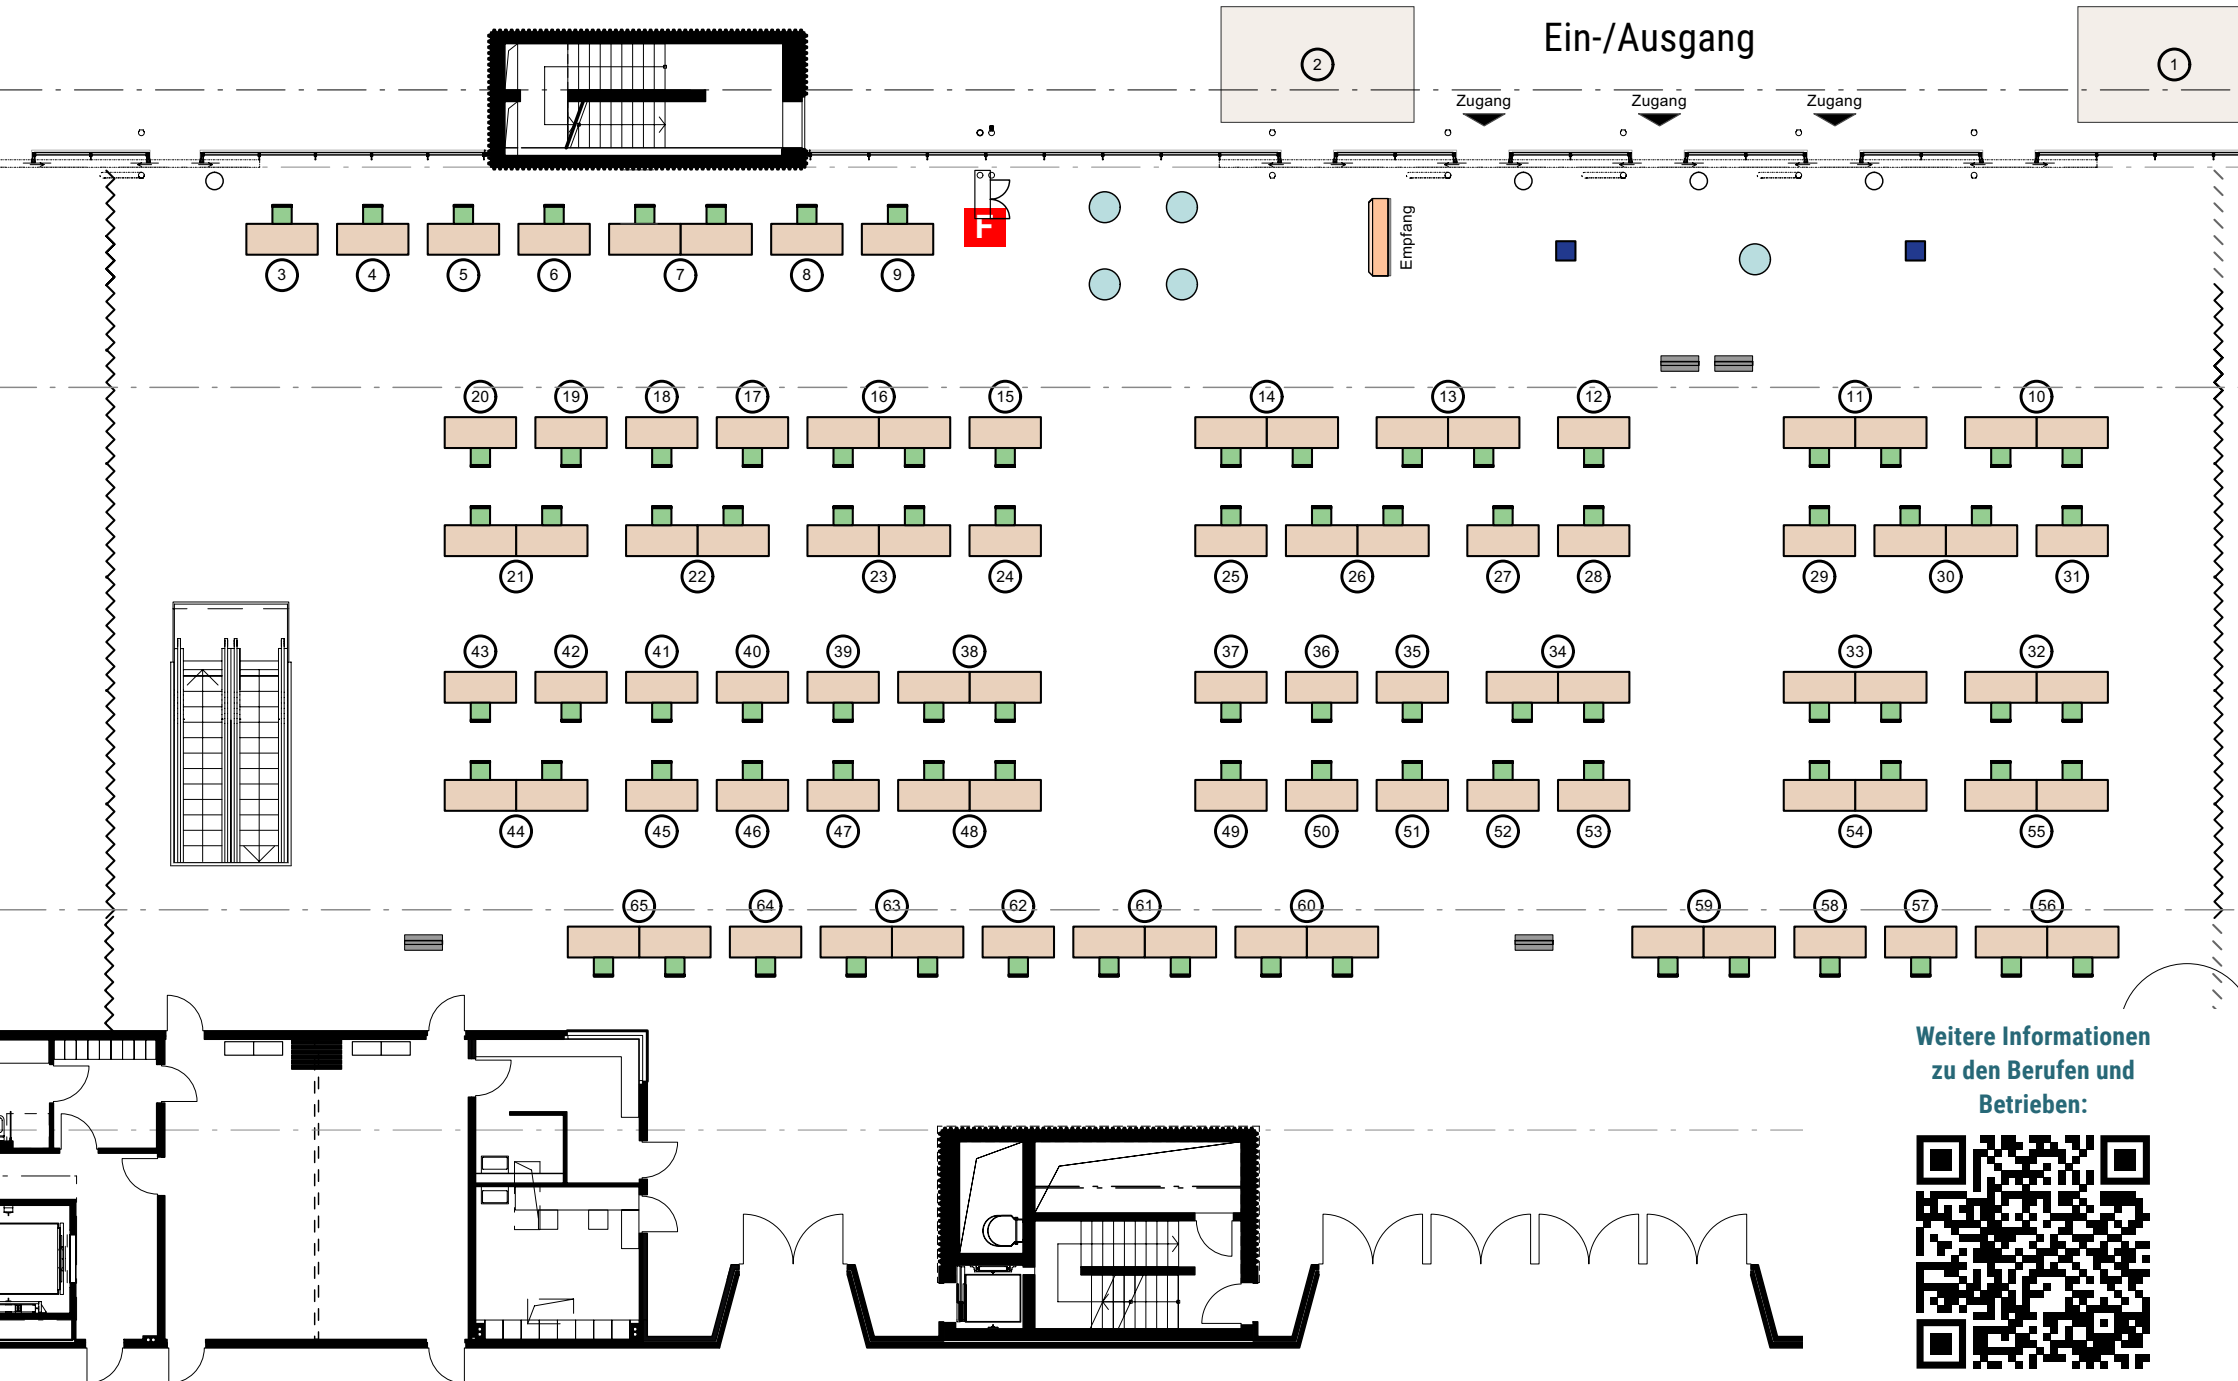 Ein-/Ausgang
2
1
Zugang Zugang Zugang
F
Empfang
3 4 5 6 7 8 9
20 19 18 17 16 15 14 13 12 11 10
21 22 23 24 25 26 27 28 29 30 31
43 42 41 40 39 38 37 36 35 34 33 32
44 45 46 47 48 49 50 51 52 53 54 55
65 64 63 62 61 60 59 58 57 56
Weitere Informationen
zu den Berufen und
Betrieben: